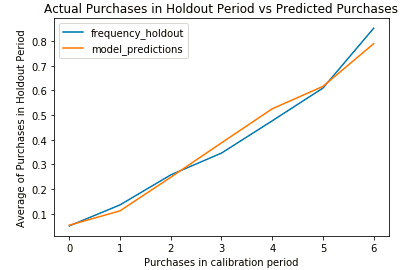 Actual Purchases in Holdout Period vs Predicted Purchases
frequency_holdout
model_predictions
Average of Purchases in Holdout Period
0.8
0.7
0.6
0.5
0.4
0.3
0.2
0.1
0 1 2 3 4 5 6
Purchases in calibration period